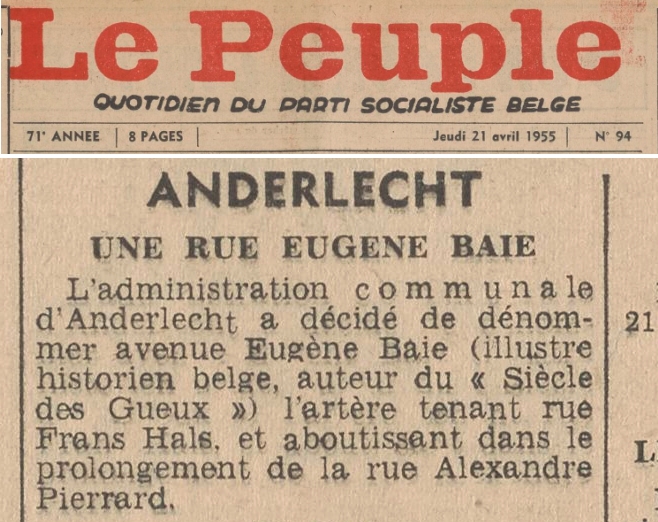 Le Peuple
QUOTIDIEN DU PARTI SOCIALISTE BELGE
71e ANNEE | 8 PAGES | Jeudi 21 avril 1955 | N° 94
ANDERLECHT
UNE RUE EUGENE BAIE
L'administration communale
d'Anderlecht a décidé de dénom-
mer avenue Eugène Baie (illustre
historien belge, auteur du « Siècle
des Gueux ») l'artère tenant rue
Frans Hals, et aboutissant dans le
prolongement de la rue Alexandre
Pierrard.
21